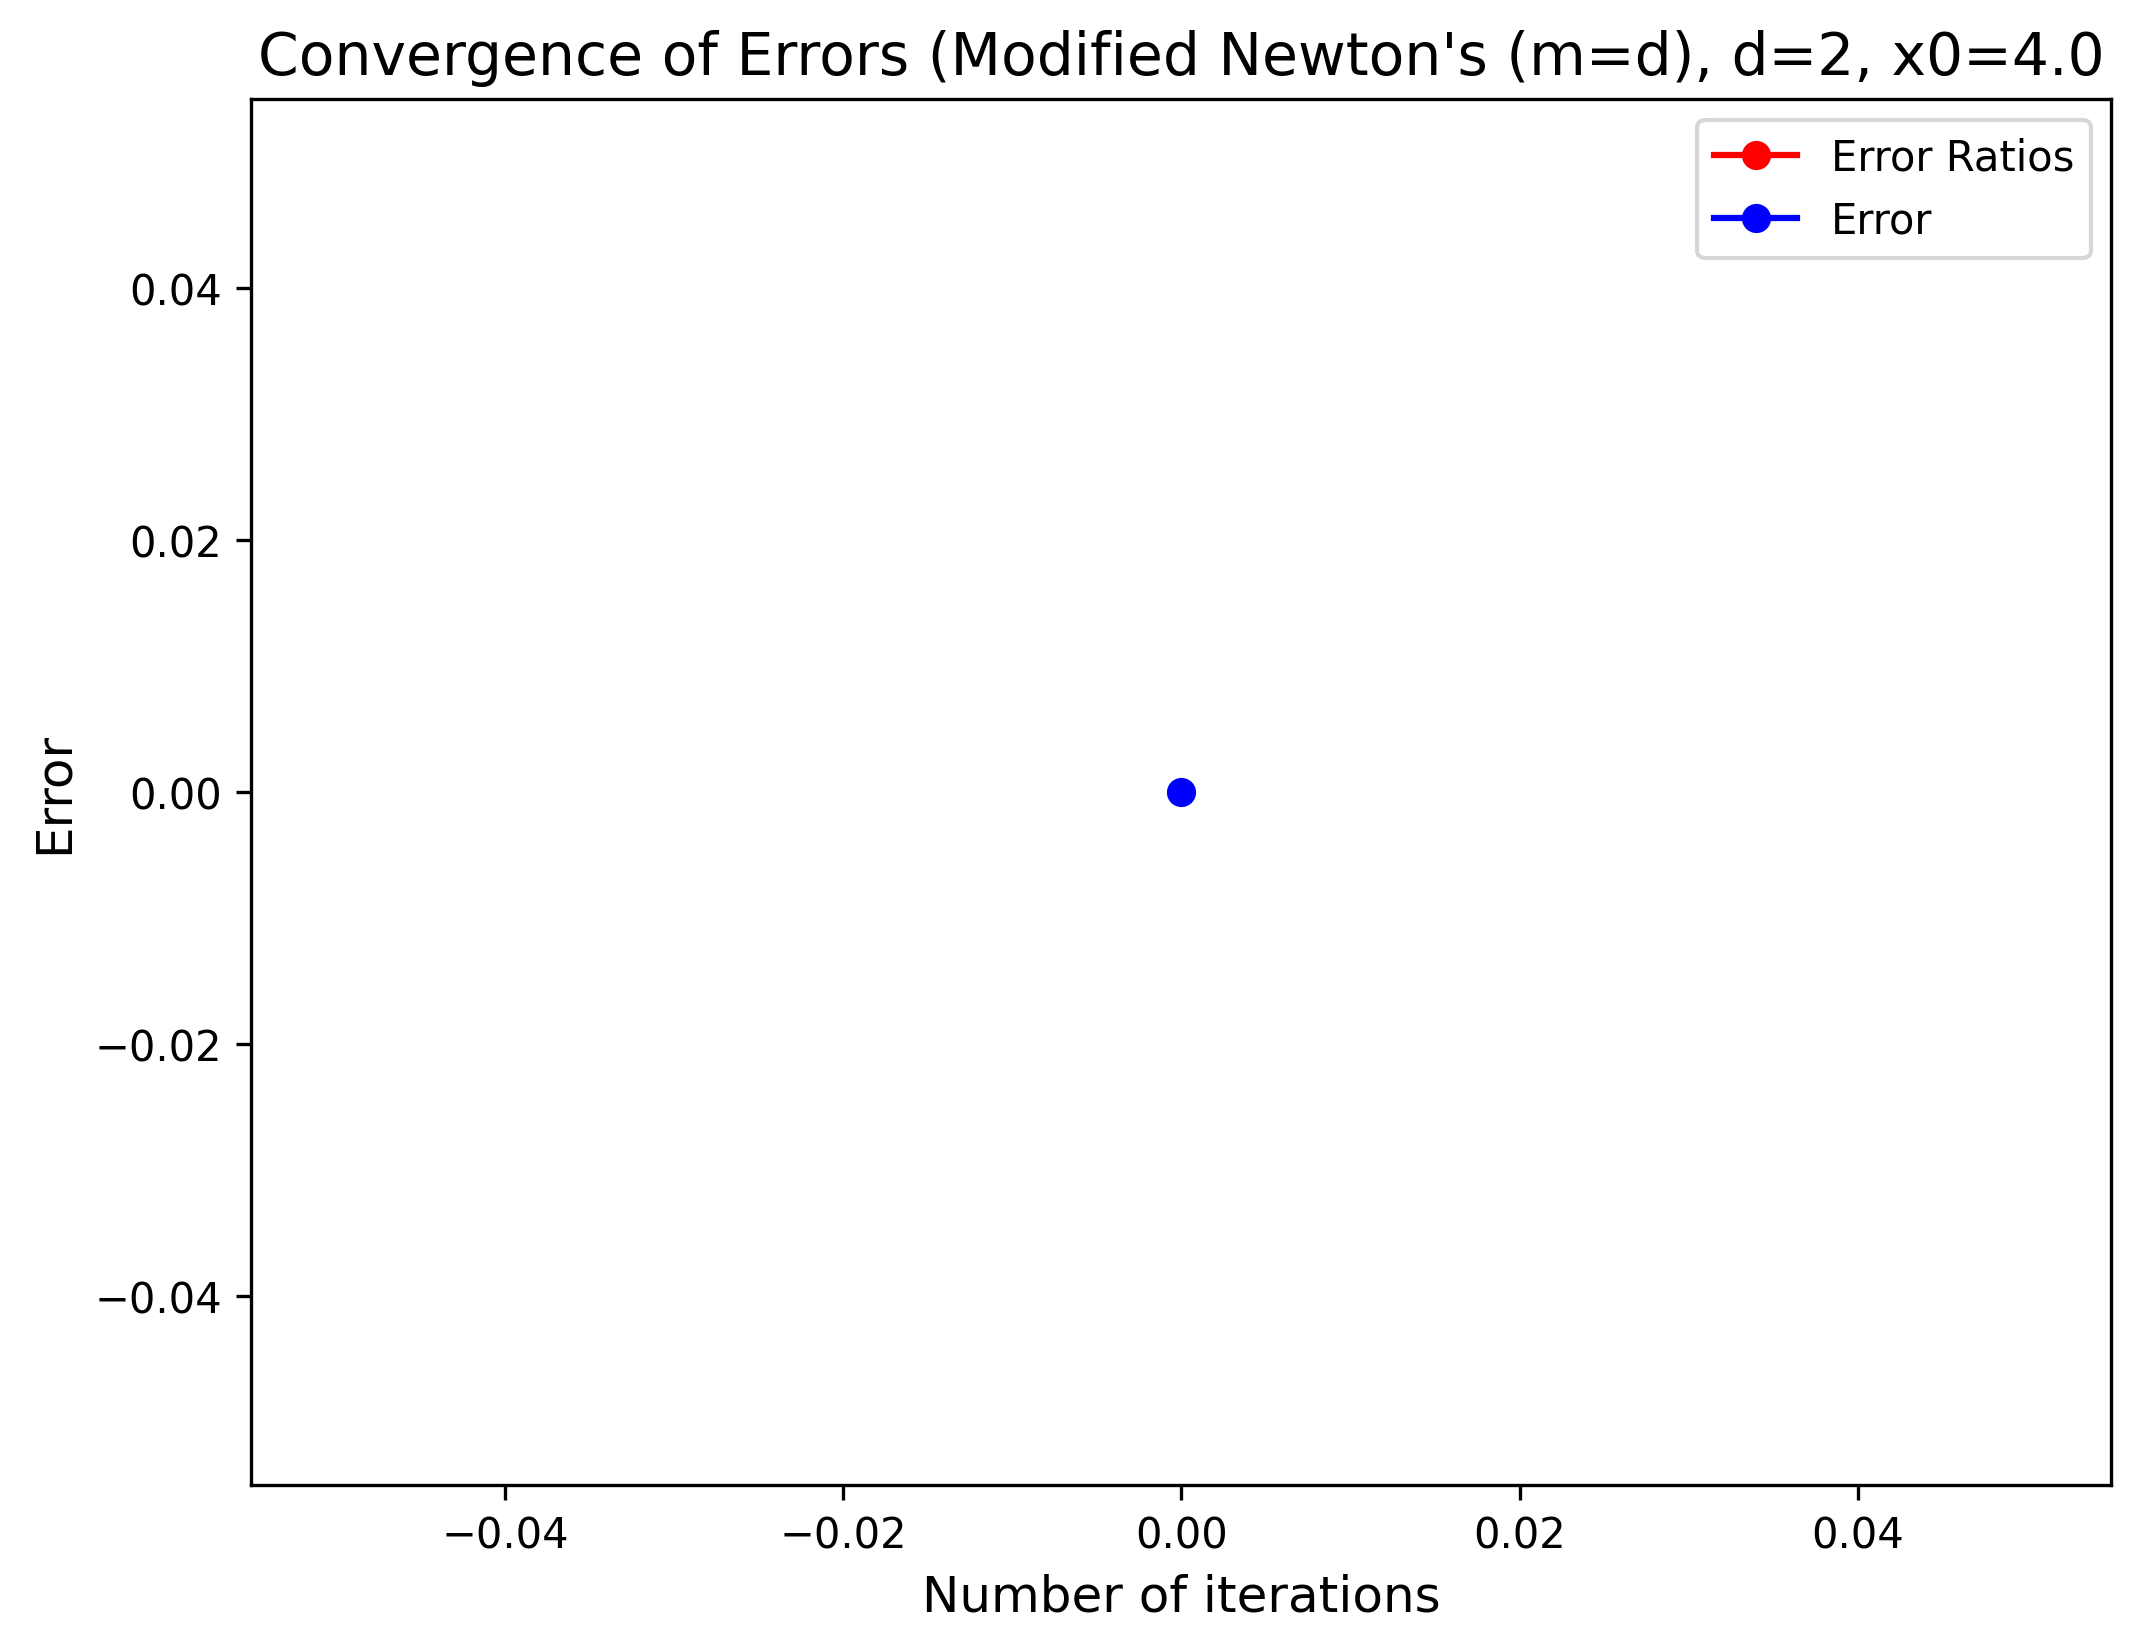 Convergence of Errors (Modified Newton's (m=d), d=2, x0=4.0
Error Ratios
Error
0.04
0.02
0.00
−0.02
−0.04
Error
−0.04 −0.02 0.00 0.02 0.04
Number of iterations